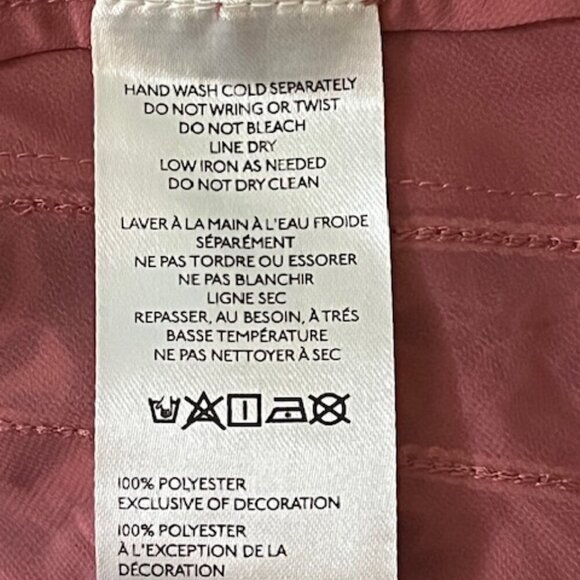 HAND WASH COLD SEPARATELY
DO NOT WRING OR TWIST
DO NOT BLEACH
LINE DRY
LOW IRON AS NEEDED
DO NOT DRY CLEAN
LAVER À LA MAIN À L'EAU FROIDE
SÉPARÉMENT
NE PAS TORDRE OU ESSORER
NE PAS BLANCHIR
LIGNE SEC
REPASSER, AU BESOIN, À TRÉS
BASSE TEMPÉRATURE
NE PAS NETTOYER À SEC
100% POLYESTER
EXCLUSIVE OF DECORATION
100% POLYESTER
À L'EXCEPTION DE LA
DÉCORATION